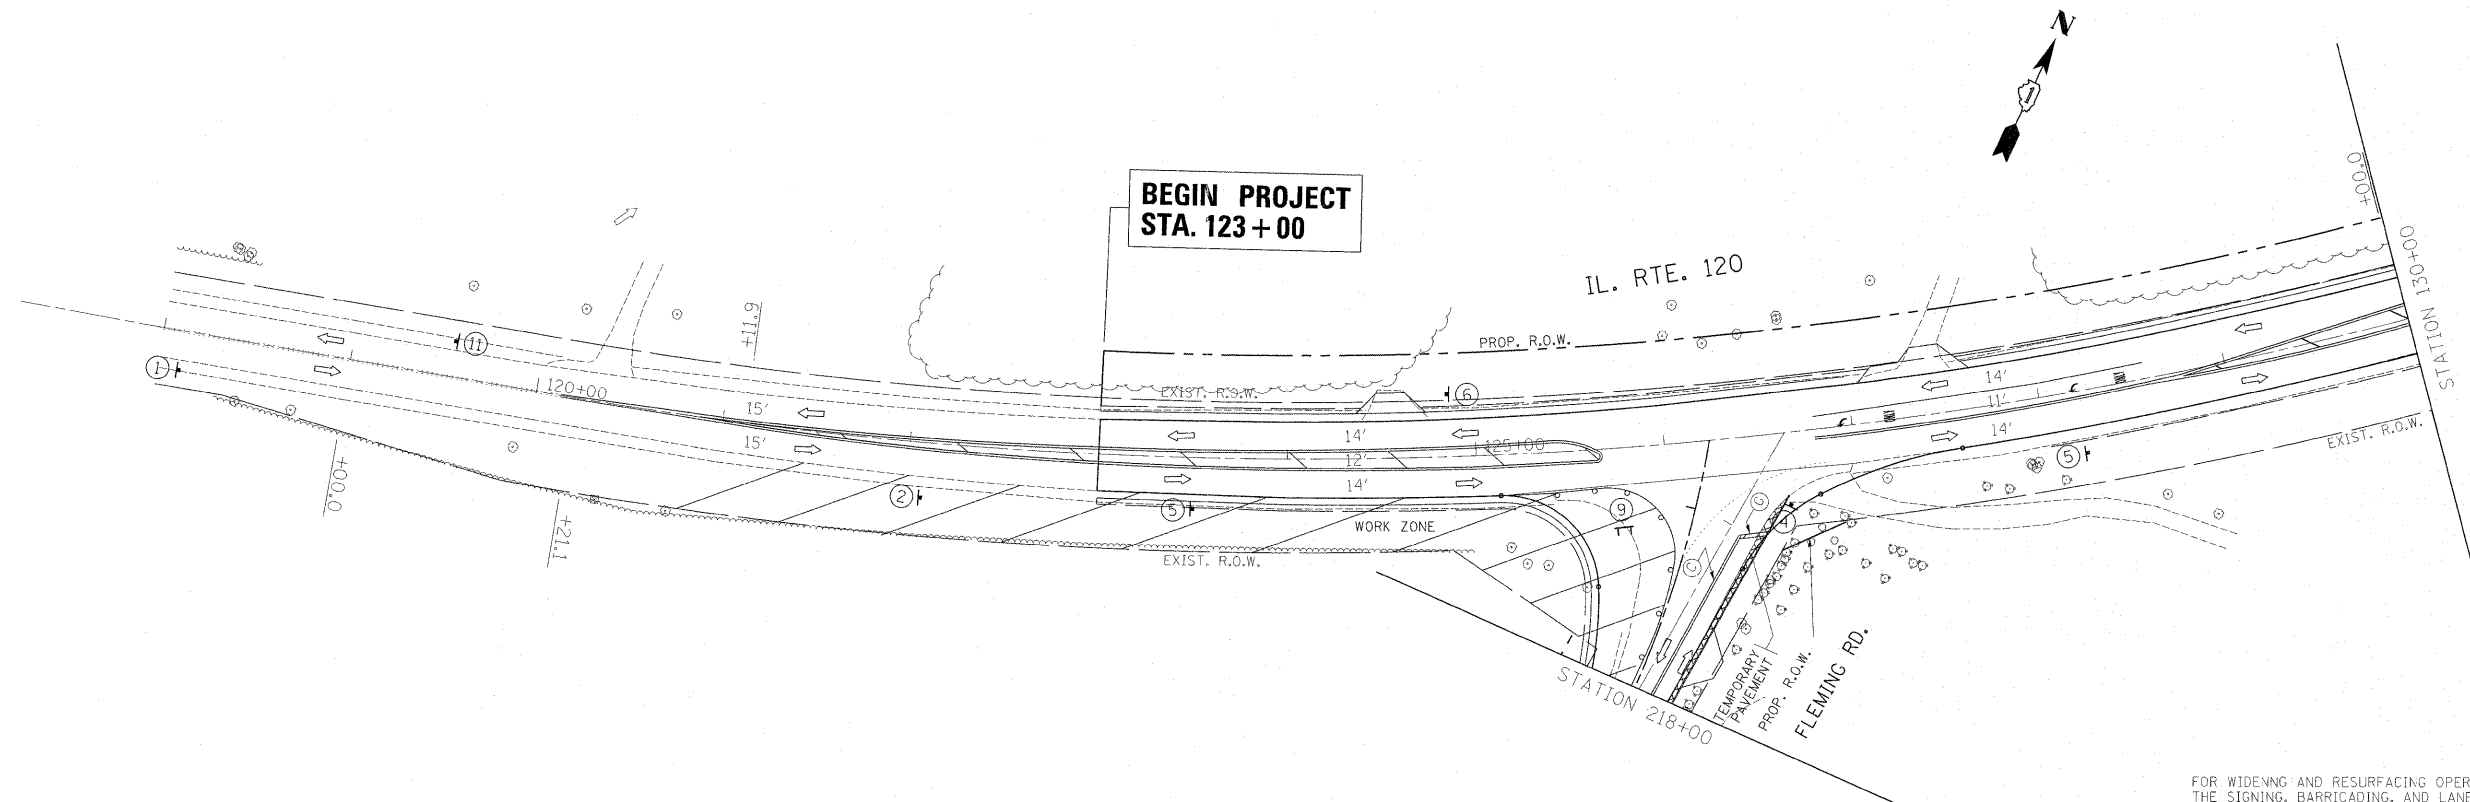 N
BEGIN PROJECT
STA. 123+00
IL. RTE. 120
+00.0
STATION 130+00
+11.9
PROP. R.O.W.
EXIST. R.O.W.
11
1
120+00
15'
15'
6
14'
125+00
12'
14'
14'
11'
14'
EXIST. R.O.W.
5
2
5
9
WORK ZONE
EXIST. R.O.W.
4
C
C
+00.0
+21.1
STATION 218+00
TEMPORARY
PAVEMENT
PROP. R.O.W.
FLEMING RD.
FOR WIDENNG AND RESURFACING OPER
THE SIGNING, BARRICADING, AND LANE